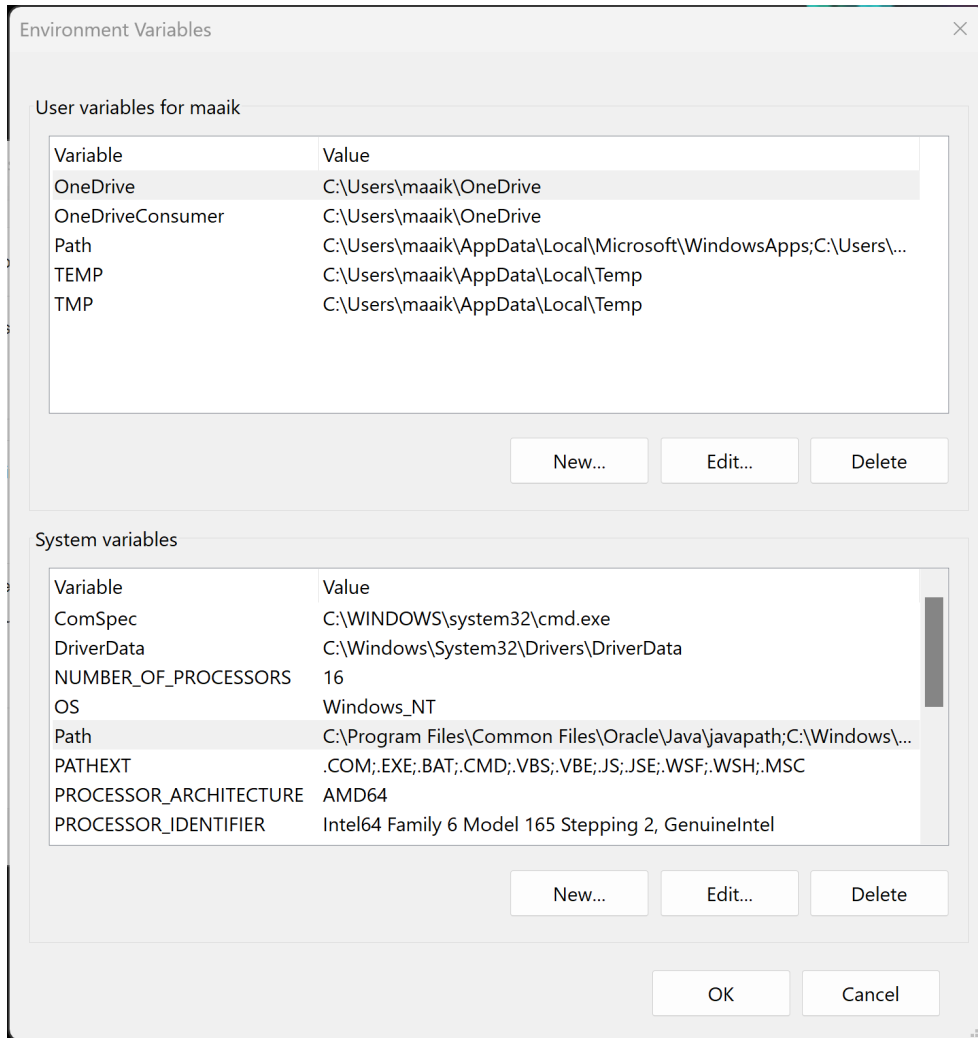 Environment Variables
User variables for maaik
Variable Value
OneDrive C:\Users\maaik\OneDrive
OneDriveConsumer C:\Users\maaik\OneDrive
Path C:\Users\maaik\AppData\Local\Microsoft\WindowsApps;C:\Users\...
TEMP C:\Users\maaik\AppData\Local\Temp
TMP C:\Users\maaik\AppData\Local\Temp
New... Edit... Delete
System variables
Variable Value
ComSpec C:\WINDOWS\system32\cmd.exe
DriverData C:\Windows\System32\Drivers\DriverData
NUMBER_OF_PROCESSORS 16
OS Windows_NT
Path C:\Program Files\Common Files\Oracle\Java\javapath;C:\Windows\...
PATHEXT .COM;.EXE;.BAT;.CMD;.VBS;.VBE;.JS;.JSE;.WSF;.WSH;.MSC
PROCESSOR_ARCHITECTURE AMD64
PROCESSOR_IDENTIFIER Intel64 Family 6 Model 165 Stepping 2, GenuineIntel
New... Edit... Delete
OK Cancel